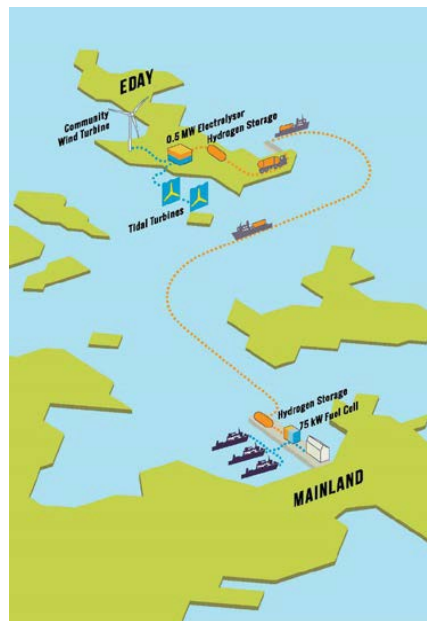 EDAY
Community
Wind Turbine
0.5 MW Electrolyser
Hydrogen Storage
Tidal Turbines
Hydrogen Storage
75 kW Fuel Cell
MAINLAND